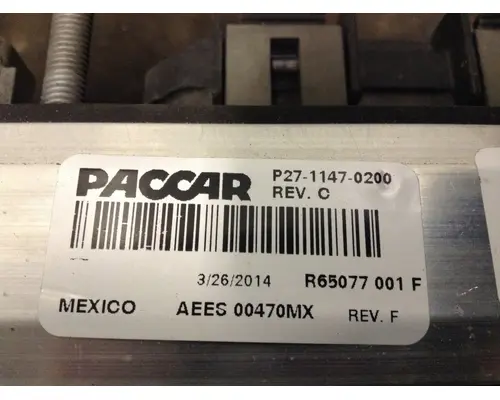 PACCAR P27-1147-0200
REV. C
3/26/2014 R65077 001 F
MEXICO AEES 00470MX REV. F